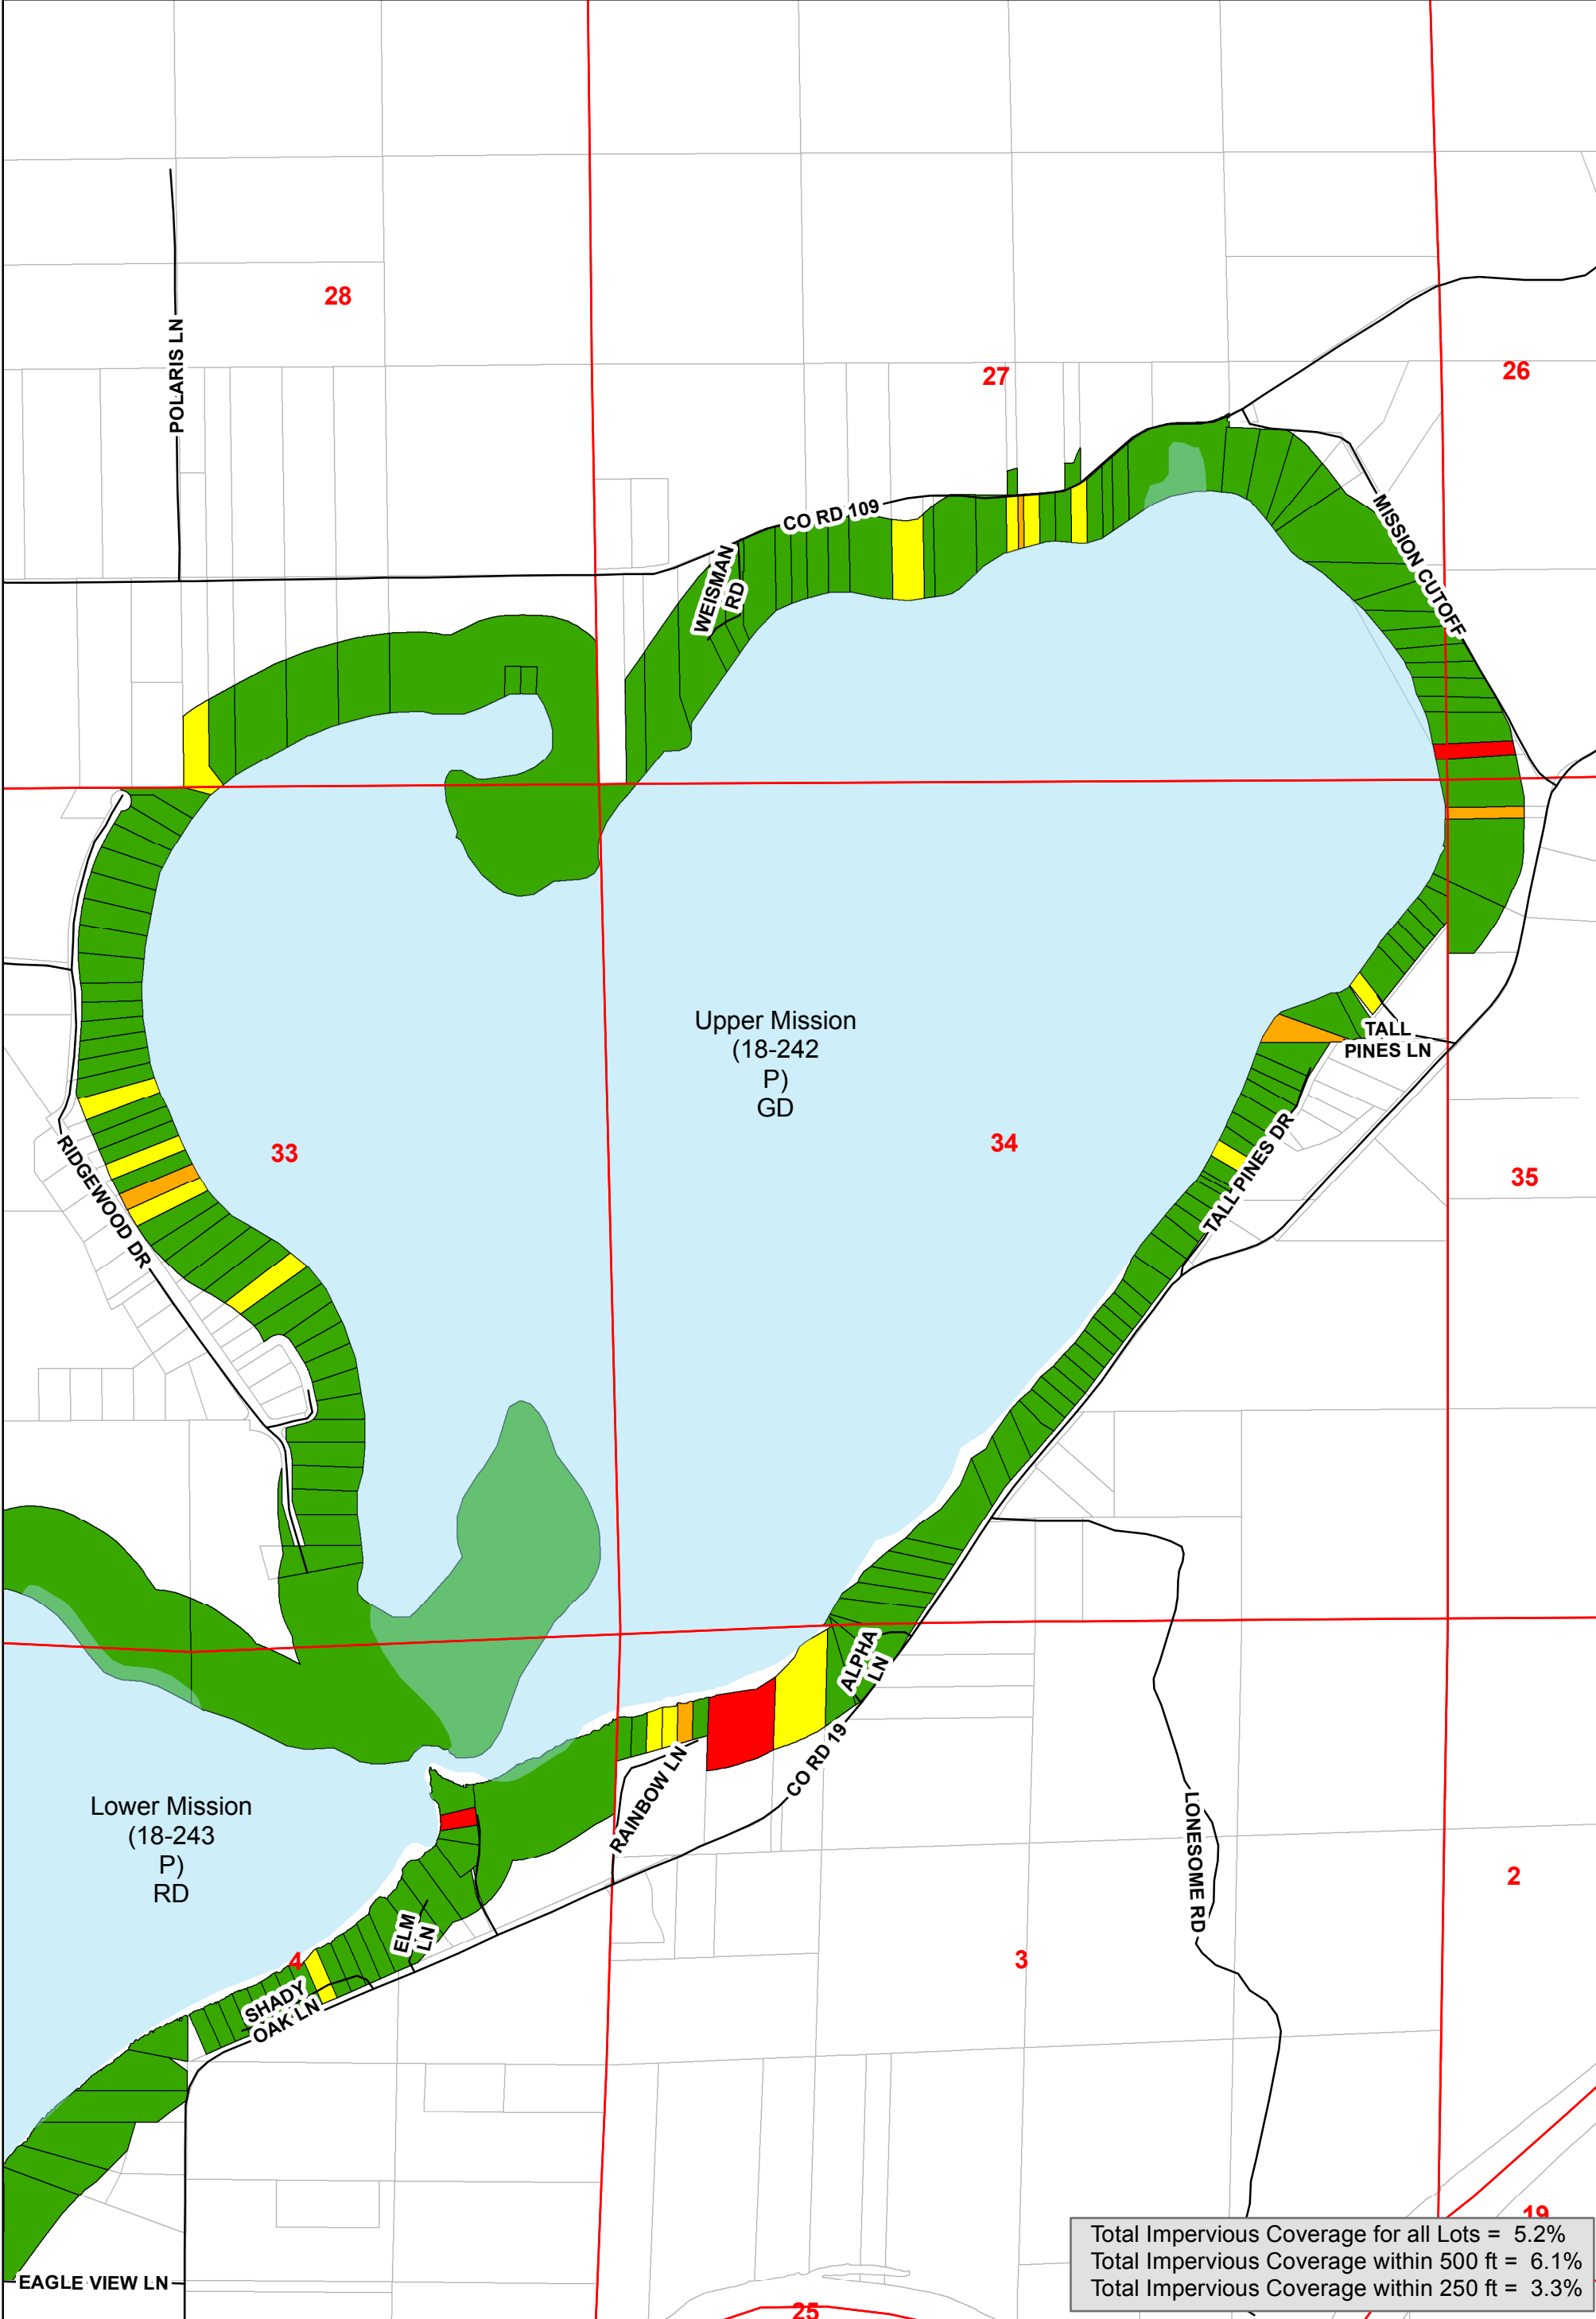 28
POLARIS LN
27
26
CO RD 109
WEISMAN
RD
MISSION CUTOFF
Upper Mission
(18-242
P)
GD
TALL
PINES LN
33
34
35
RIDGEWOOD DR
TALL PINES DR
ALPHA
LN
CO RD 19
RAINBOW LN
Lower Mission
(18-243
P)
RD
LONESOME RD
2
ELM
LN
4
3
SHADY
OAK LN
19
Total Impervious Coverage for all Lots = 5.2%
Total Impervious Coverage within 500 ft = 6.1%
Total Impervious Coverage within 250 ft = 3.3%
EAGLE VIEW LN
25